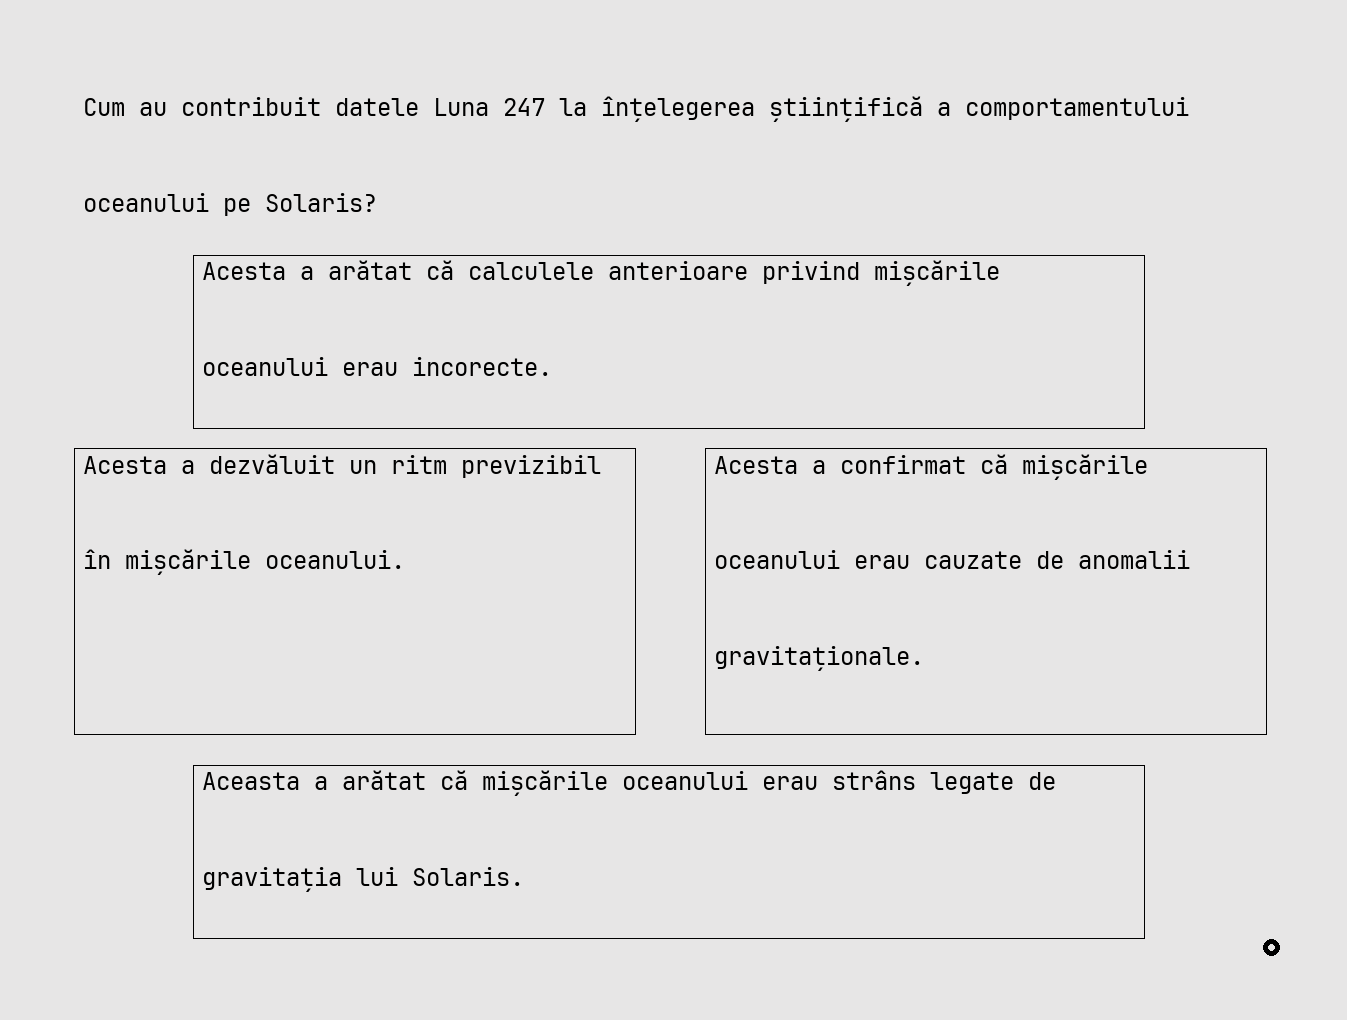 Cum au contribuit datele Luna 247 la înțelegerea științifică a comportamentului
oceanului pe Solaris?
Acesta a arătat că calculele anterioare privind mișcările
oceanului erau incorecte.
Acesta a dezvăluit un ritm previzibil
în mișcările oceanului.
Acesta a confirmat că mișcările
oceanului erau cauzate de anomalii
gravitaționale.
Aceasta a arătat că mișcările oceanului erau strâns legate de
gravitația lui Solaris.